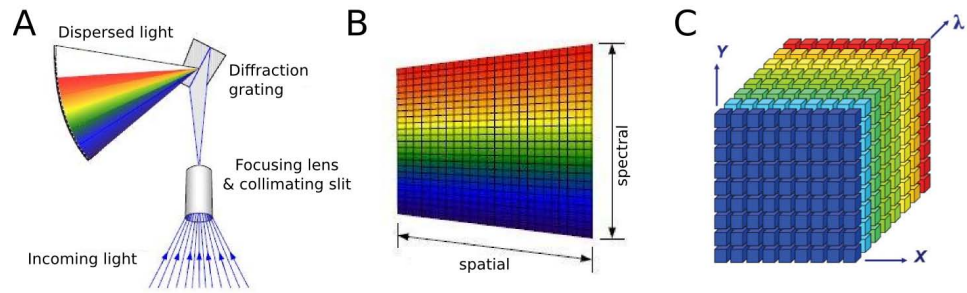 A
Dispersed light
Diffraction
grating
Focusing lens
& collimating slit
Incoming light
B
spectral
spatial
C
λ
Y
X